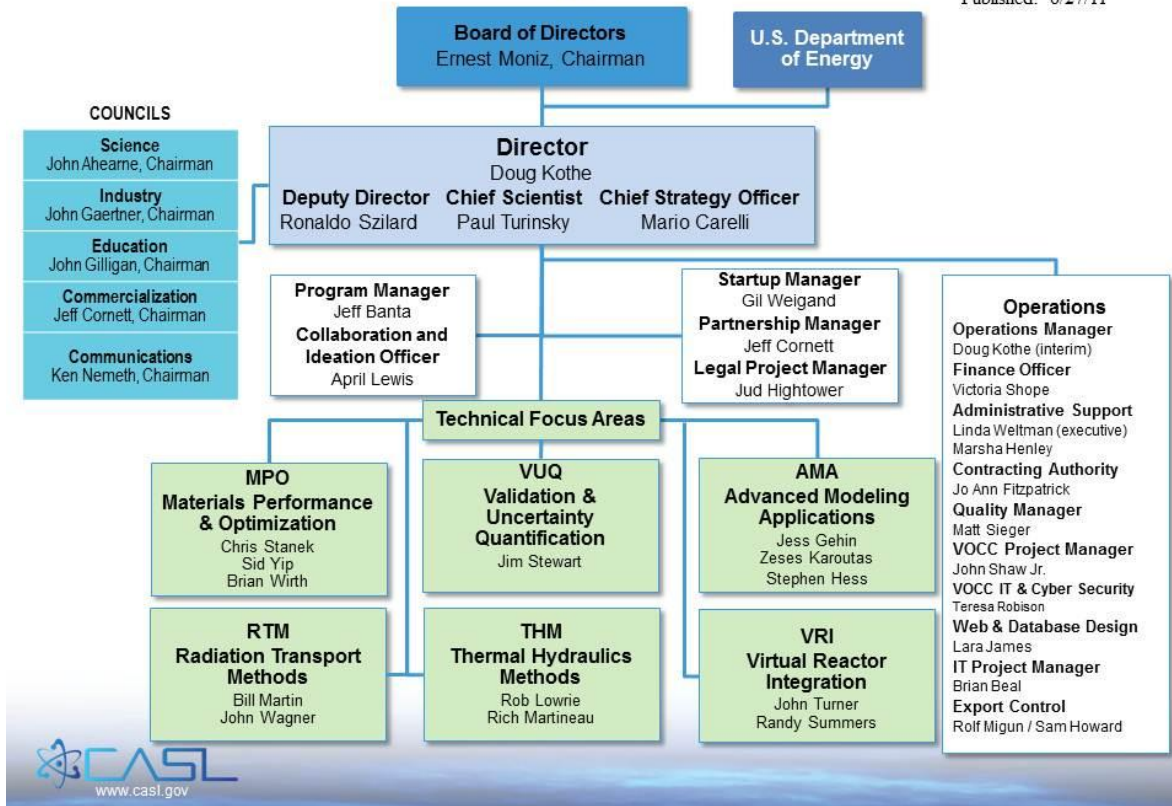 Published: 6/27/11
Board of Directors
Ernest Moniz, Chairman
U.S. Department
of Energy
COUNCILS
Science
John Ahearne, Chairman
Industry
John Gaertner, Chairman
Education
John Gilligan, Chairman
Commercialization
Jeff Cornett, Chairman
Communications
Ken Nemeth, Chairman
Director
Doug Kothe
Deputy Director Chief Scientist Chief Strategy Officer
Ronaldo Szilard Paul Turinsky Mario Carelli
Program Manager
Jeff Banta
Collaboration and
Ideation Officer
April Lewis
Startup Manager
Gil Weigand
Partnership Manager
Jeff Cornett
Legal Project Manager
Jud Hightower
Operations
Operations Manager
Doug Kothe (interim)
Finance Officer
Victoria Shope
Administrative Support
Linda Weltman (executive)
Marsha Henley
Contracting Authority
Jo Ann Fitzpatrick
Quality Manager
Matt Sieger
VOCC Project Manager
John Shaw Jr.
VOCC IT & Cyber Security
Teresa Robison
Web & Database Design
Lara James
IT Project Manager
Brian Beal
Export Control
Rolf Migun / Sam Howard
Technical Focus Areas
MPO
Materials Performance
& Optimization
Chris Stanek
Sid Yip
Brian Wirth
VUQ
Validation &
Uncertainty
Quantification
Jim Stewart
AMA
Advanced Modeling
Applications
Jess Gehin
Zeses Karoutas
Stephen Hess
RTM
Radiation Transport
Methods
Bill Martin
John Wagner
THM
Thermal Hydraulics
Methods
Rob Lowrie
Rich Martineau
VRI
Virtual Reactor
Integration
John Turner
Randy Summers
CASL
www.casl.gov